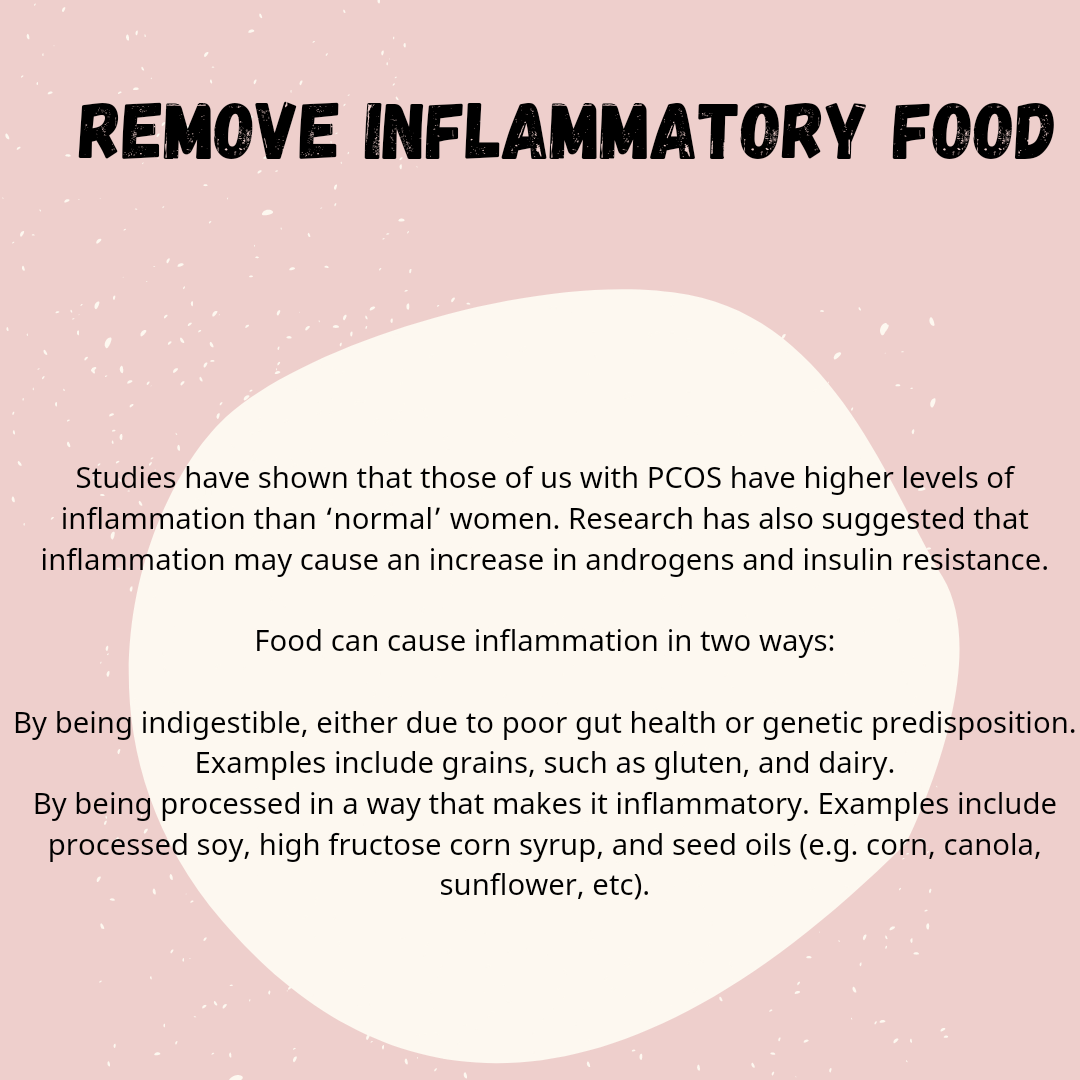 REMOVE INFLAMMATORY FOOD
Studies have shown that those of us with PCOS have higher levels of
inflammation than ‘normal’ women. Research has also suggested that
inflammation may cause an increase in androgens and insulin resistance.
Food can cause inflammation in two ways:
By being indigestible, either due to poor gut health or genetic predisposition.
Examples include grains, such as gluten, and dairy.
By being processed in a way that makes it inflammatory. Examples include
processed soy, high fructose corn syrup, and seed oils (e.g. corn, canola,
sunflower, etc).